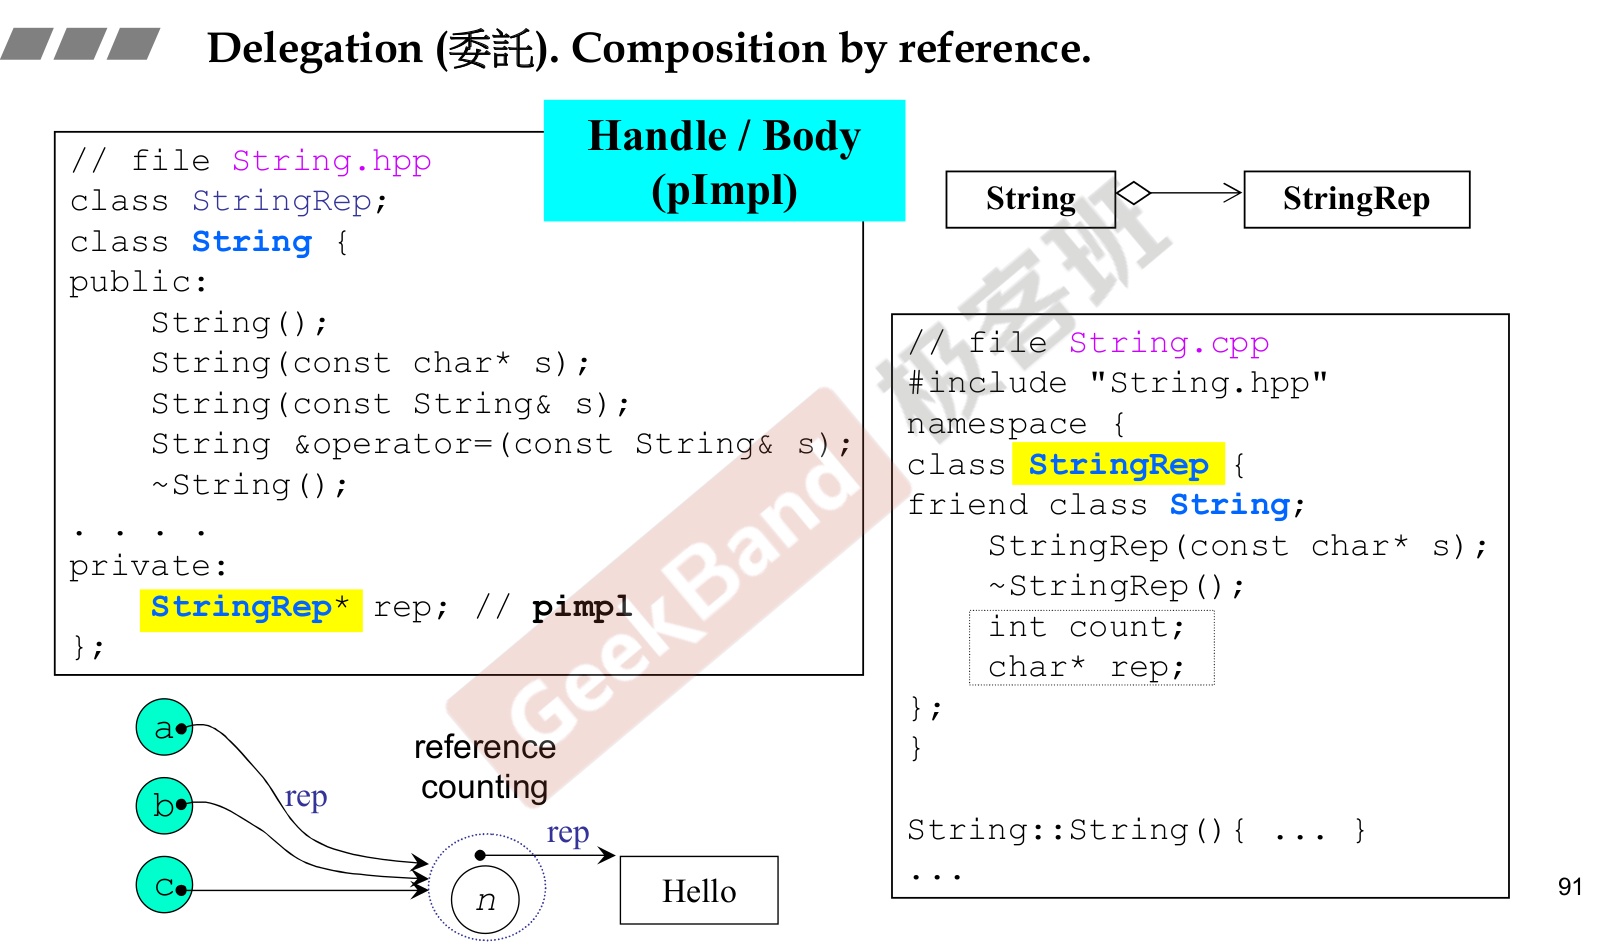 Delegation (委託). Composition by reference.
Handle / Body
(pImpl)
// file String.hpp
class StringRep;
class String {
public:
    String();
    String(const char* s);
    String(const String& s);
    String &operator=(const String& s);
    ~String();
. . . .
private:
    StringRep* rep; // pimpl
};
String
StringRep
// file String.cpp
#include "String.hpp"
namespace {
class StringRep {
friend class String;
    StringRep(const char* s);
    ~StringRep();
    int count;
    char* rep;
};
}
String::String(){ ... }
...
a
b
c
rep
reference
counting
rep
n
Hello
GeekBand 极客班
91